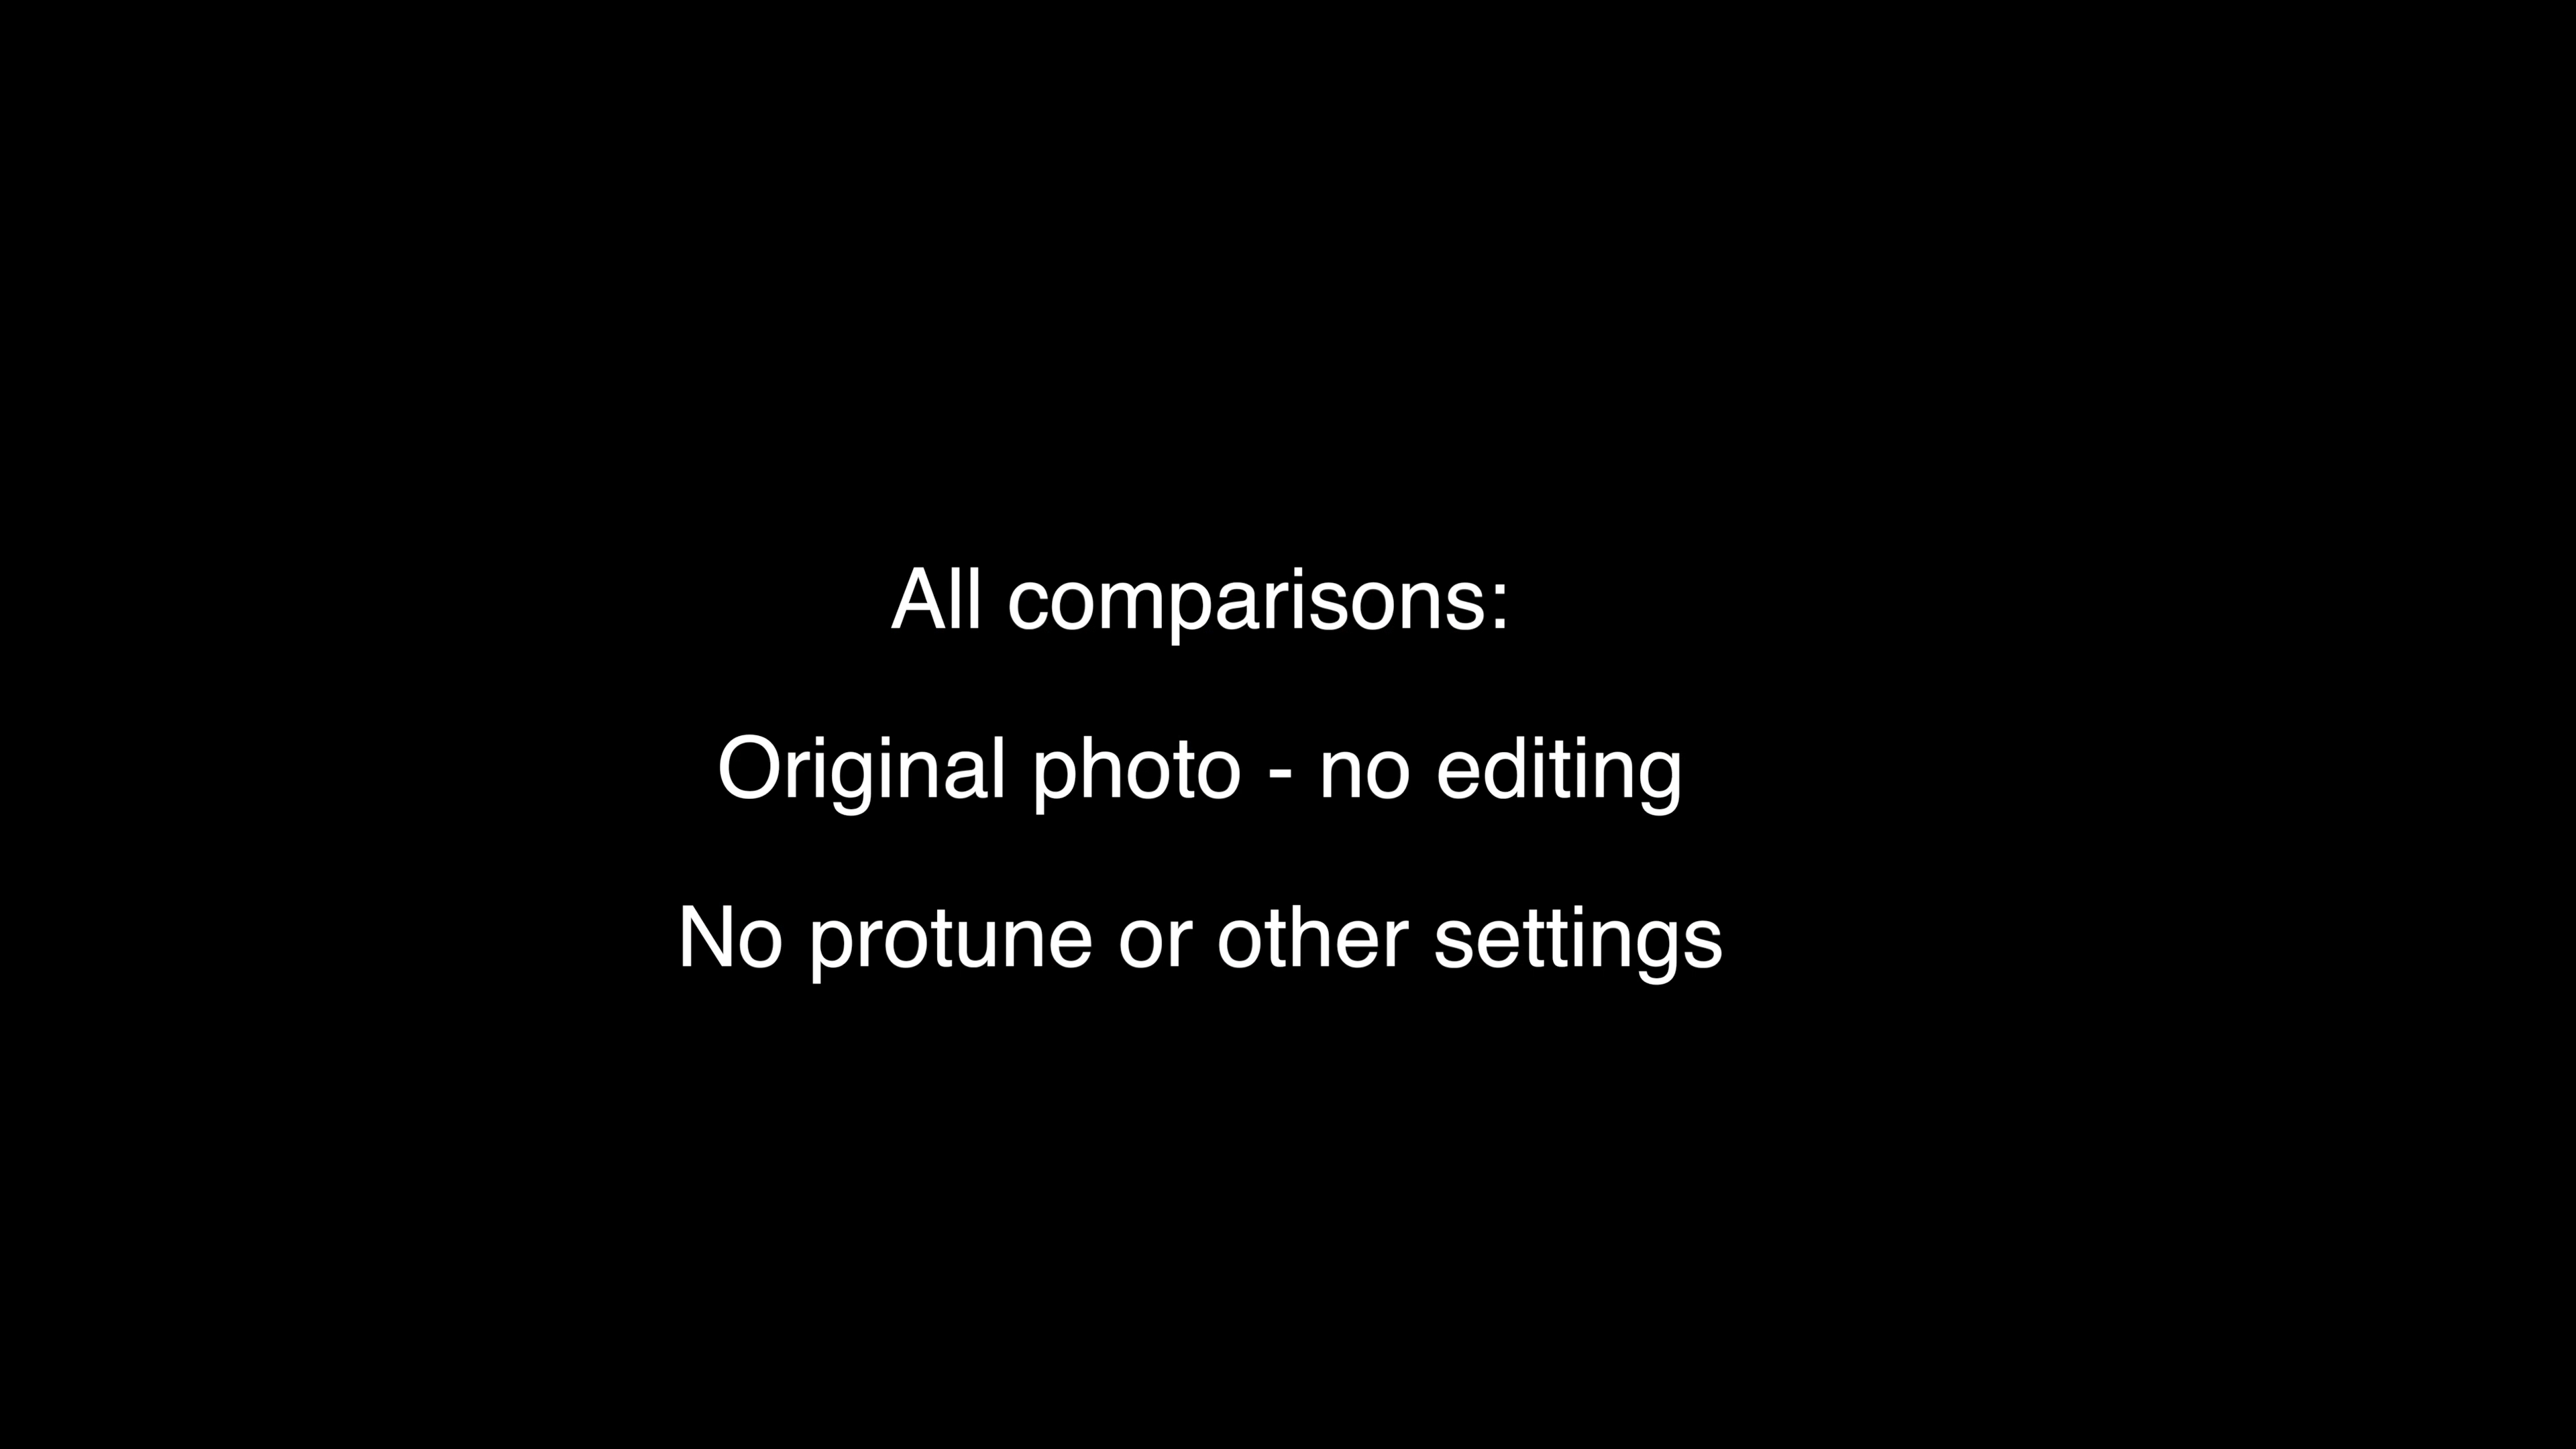 All comparisons:
Original photo - no editing
No protune or other settings